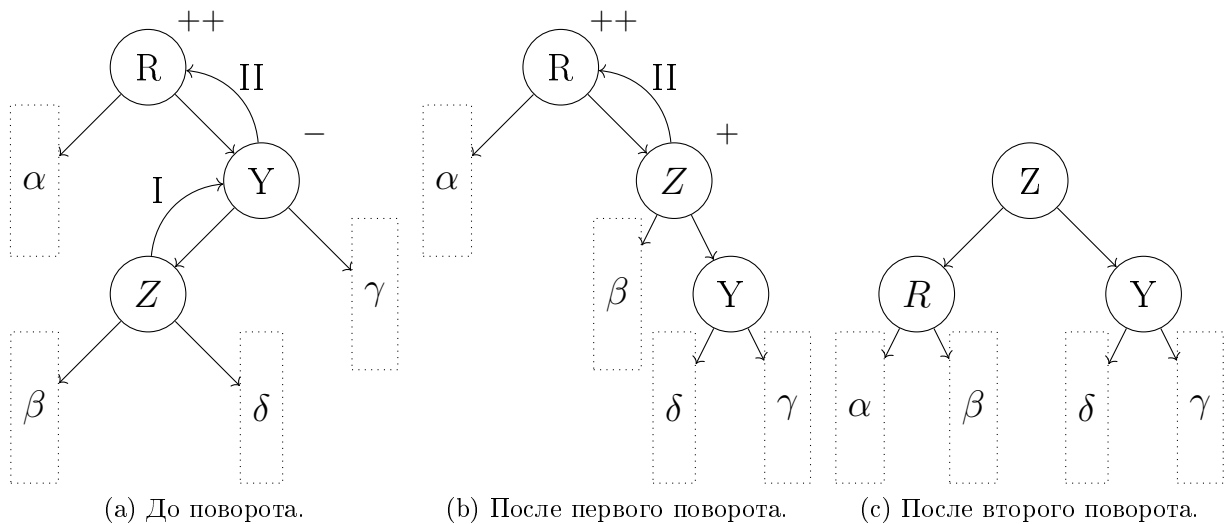 ++
R
II
−
α
I
Y
Z
γ
β
δ
(a) До поворота.
++
R
II
+
α
Z
β
Y
δ
γ
(b) После первого поворота.
Z
R
Y
α
β
δ
γ
(c) После второго поворота.